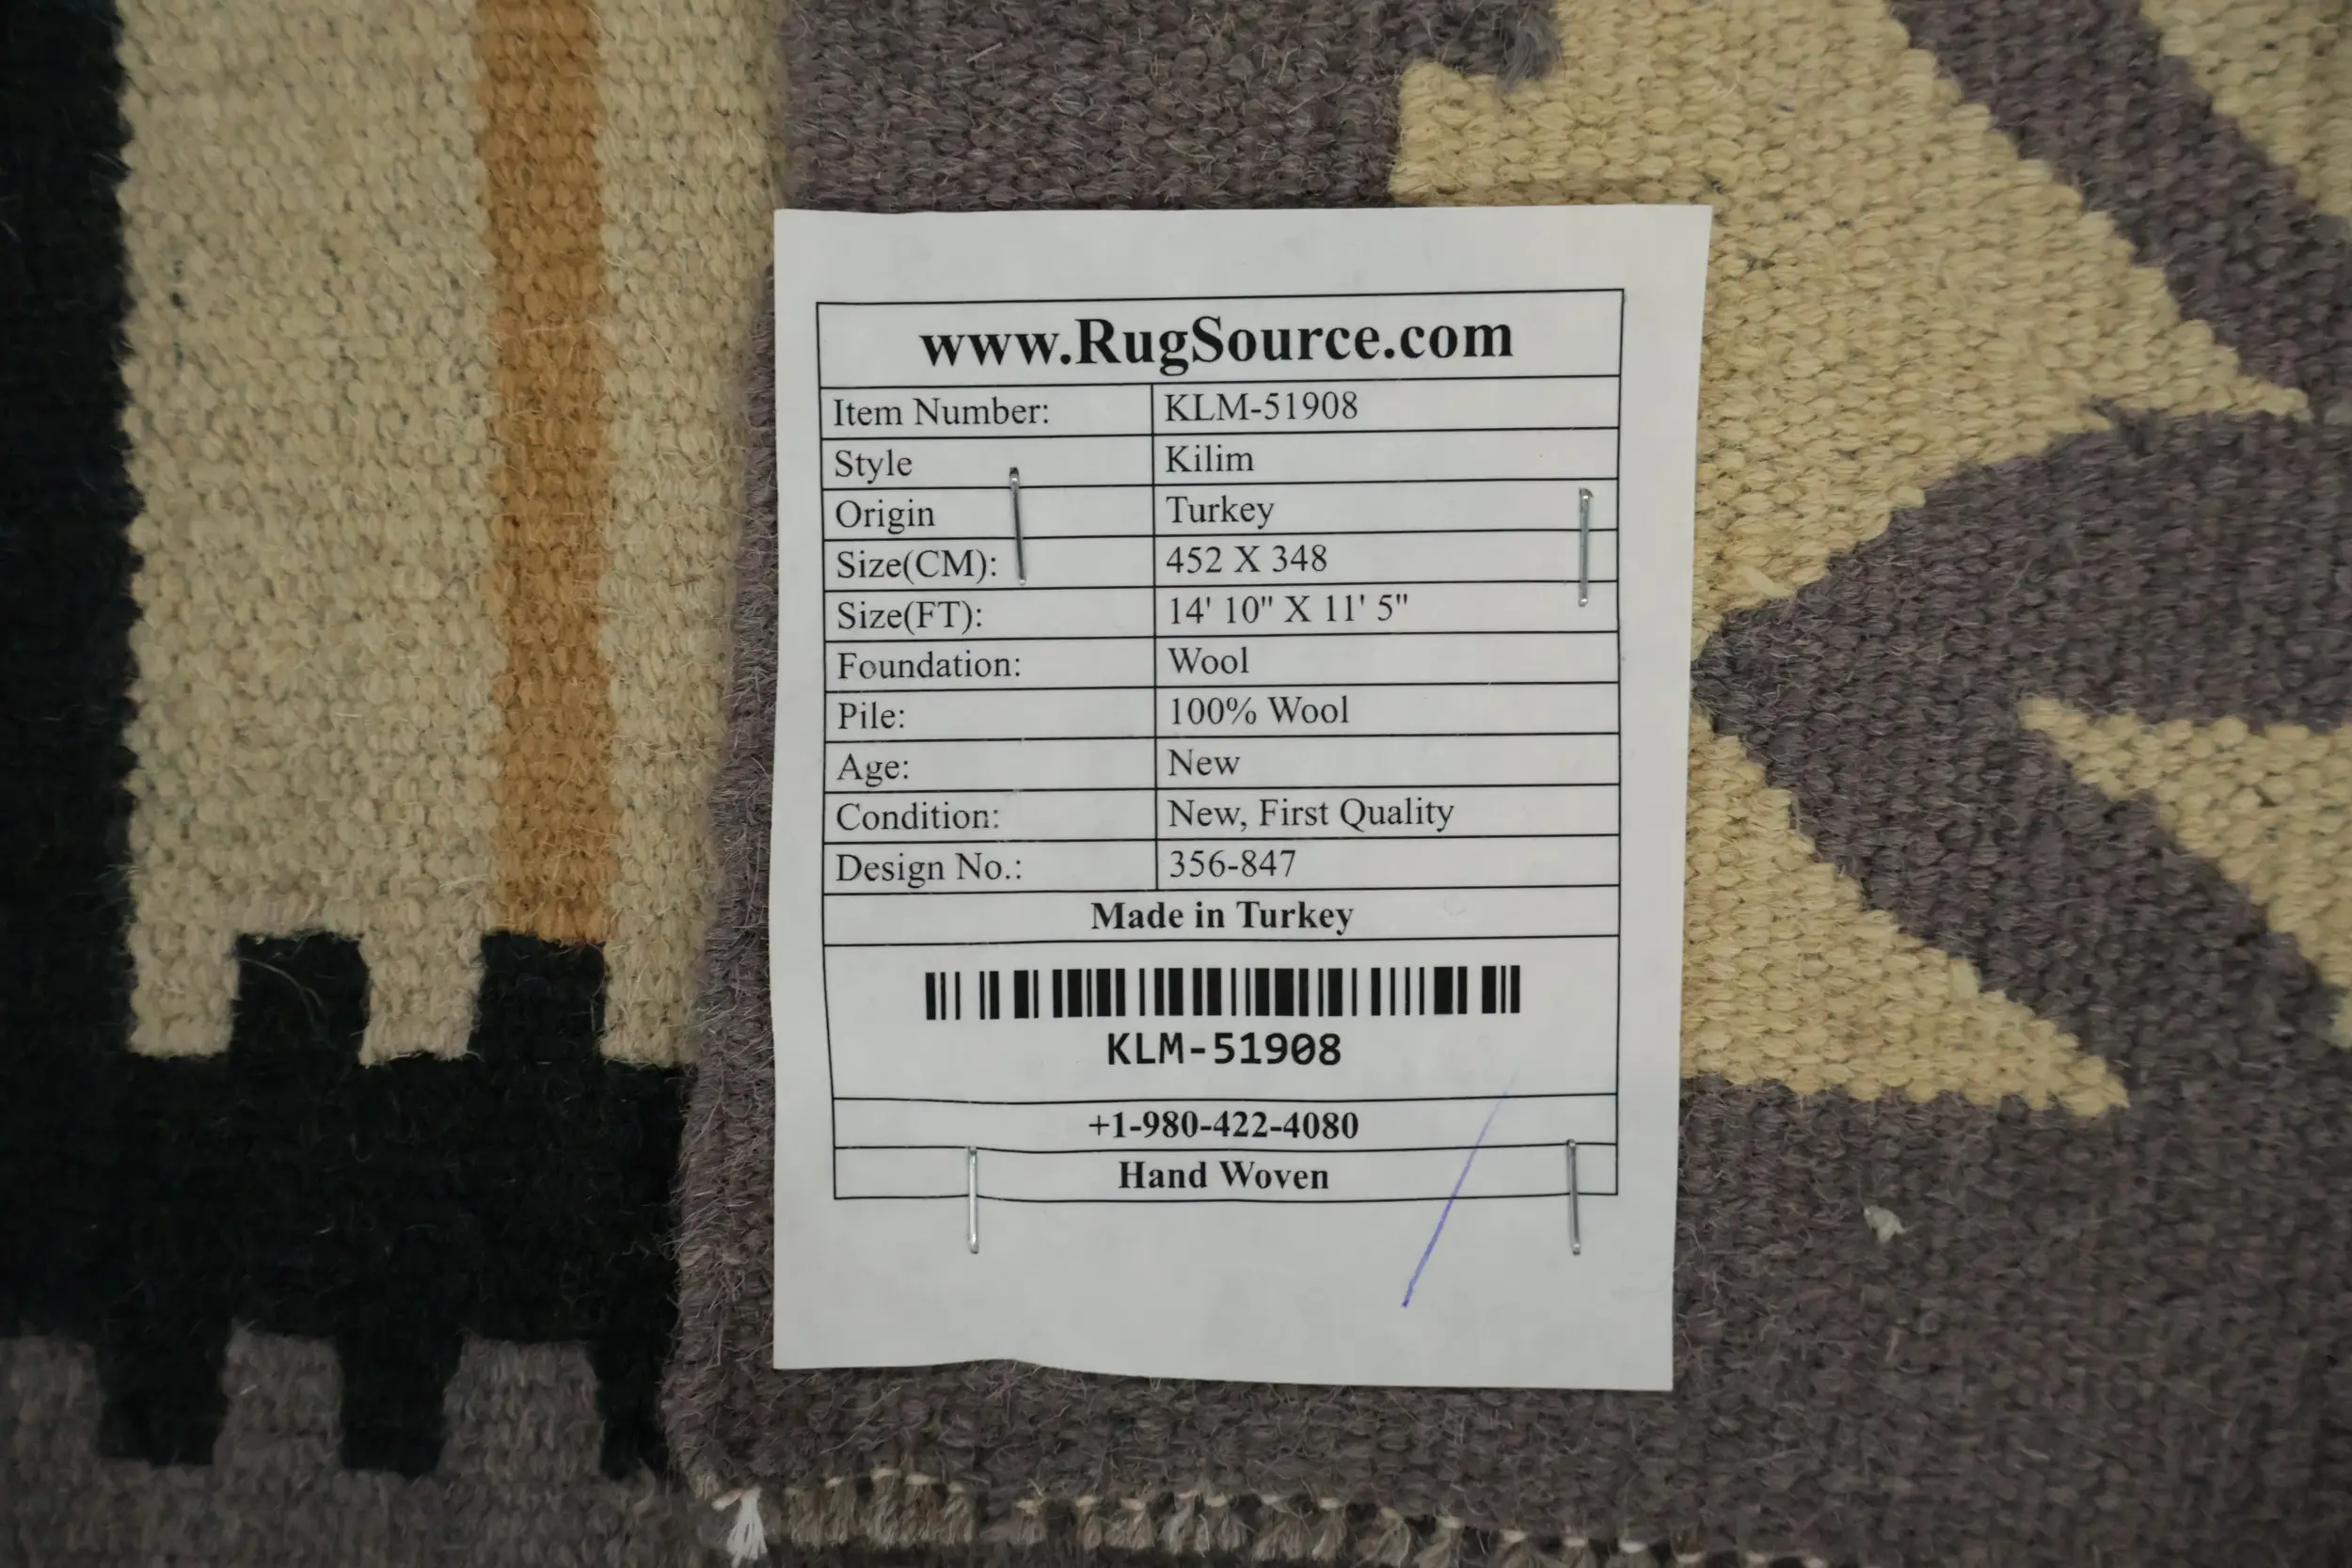 www.RugSource.com
Item Number: KLM-51908
Style Kilim
Origin Turkey
Size(CM): 452 X 348
Size(FT): 14' 10" X 11' 5"
Foundation: Wool
Pile: 100% Wool
Age: New
Condition: New, First Quality
Design No.: 356-847
Made in Turkey
KLM-51908
+1-980-422-4080
Hand Woven